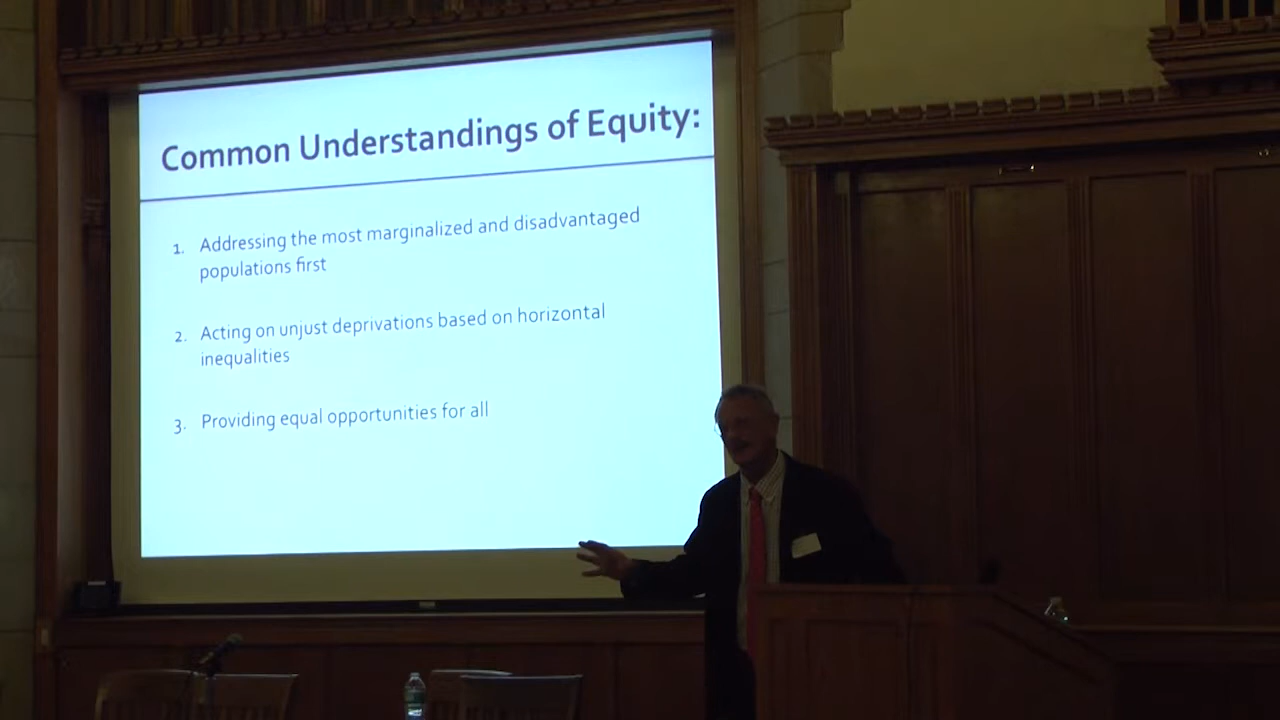 Common Understandings of Equity:
1. Addressing the most marginalized and disadvantaged
populations first
2. Acting on unjust deprivations based on horizontal
inequalities
3. Providing equal opportunities for all